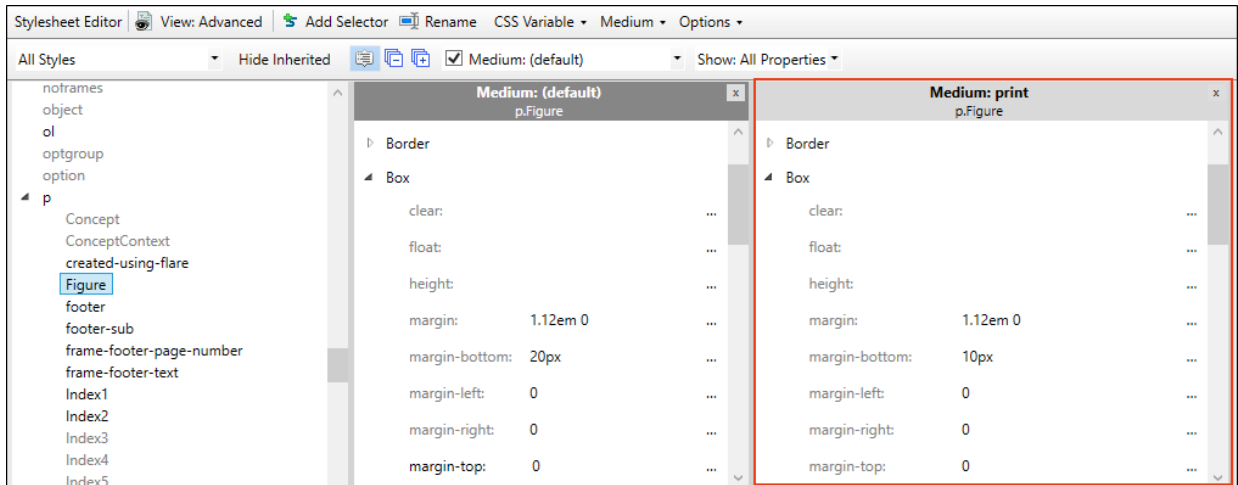 Stylesheet Editor View: Advanced Add Selector Rename CSS Variable Medium Options
All Styles Hide Inherited Medium: (default) Show: All Properties
noframes
object
ol
optgroup
option
p
Concept
ConceptContext
created-using-flare
Figure
footer
footer-sub
frame-footer-page-number
frame-footer-text
Index1
Index2
Index3
Index4
Index5
Medium: (default) x
p.Figure
Border
Box
clear: ...
float: ...
height: ...
margin: 1.12em 0 ...
margin-bottom: 20px ...
margin-left: 0 ...
margin-right: 0 ...
margin-top: 0 ...
Medium: print x
p.Figure
Border
Box
clear: ...
float: ...
height: ...
margin: 1.12em 0 ...
margin-bottom: 10px ...
margin-left: 0 ...
margin-right: 0 ...
margin-top: 0 ...